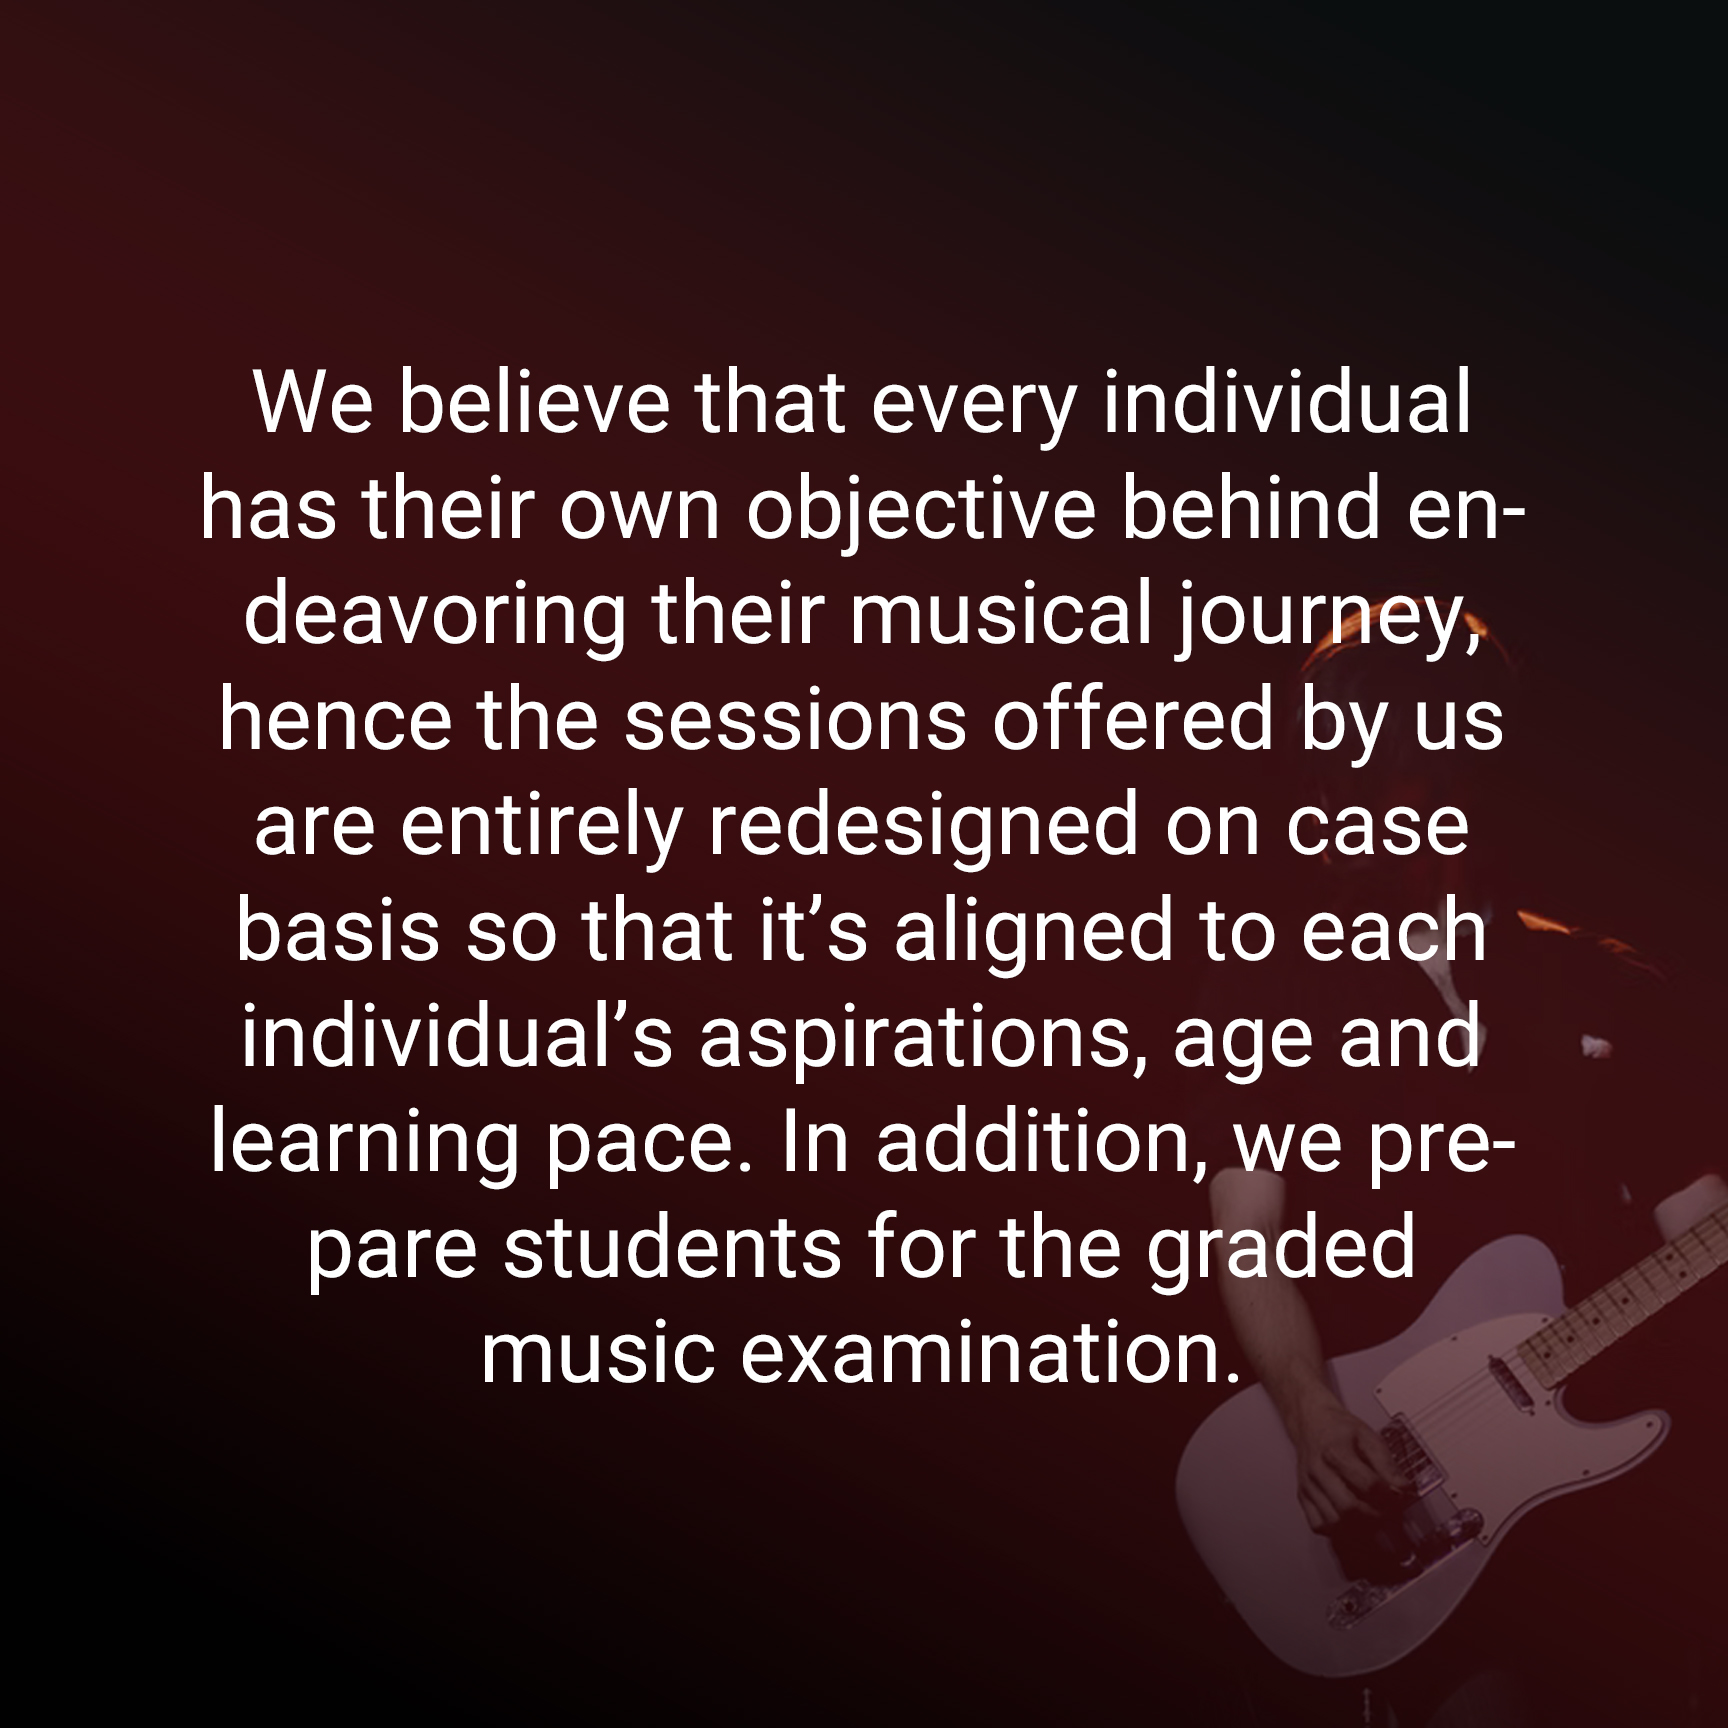 We believe that every individual
has their own objective behind en-
deavoring their musical journey,
hence the sessions offered by us
are entirely redesigned on case
basis so that it’s aligned to each
individual’s aspirations, age and
learning pace. In addition, we pre-
pare students for the graded
music examination.